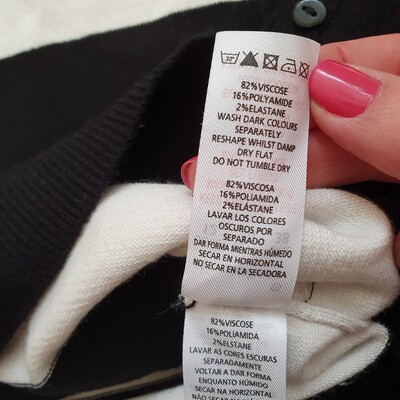 30°
82%VISCOSE
16%POLYAMIDE
2%ELASTANE
WASH DARK COLOURS
SEPARATELY
RESHAPE WHILST DAMP
DRY FLAT
DO NOT TUMBLE DRY
82%VISCOSA
16%POLIAMIDA
2%ELÁSTANE
LAVAR LOS COLORES
OSCUROS POR
SEPARADO
DAR FORMA MIENTRAS HÚMEDO
SECAR EN HORIZONTAL
NO SECAR EN LA SECADORA
82%VISCOSE
16%POLIAMIDA
2%ELSTANE
LAVAR AS CORES ESCURAS
SEPARADAMENTE
VOLTAR A DAR FORMA
ENQUANTO HÚMIDO
SECAR NA HORIZONTAL
NÃO SECAR NA